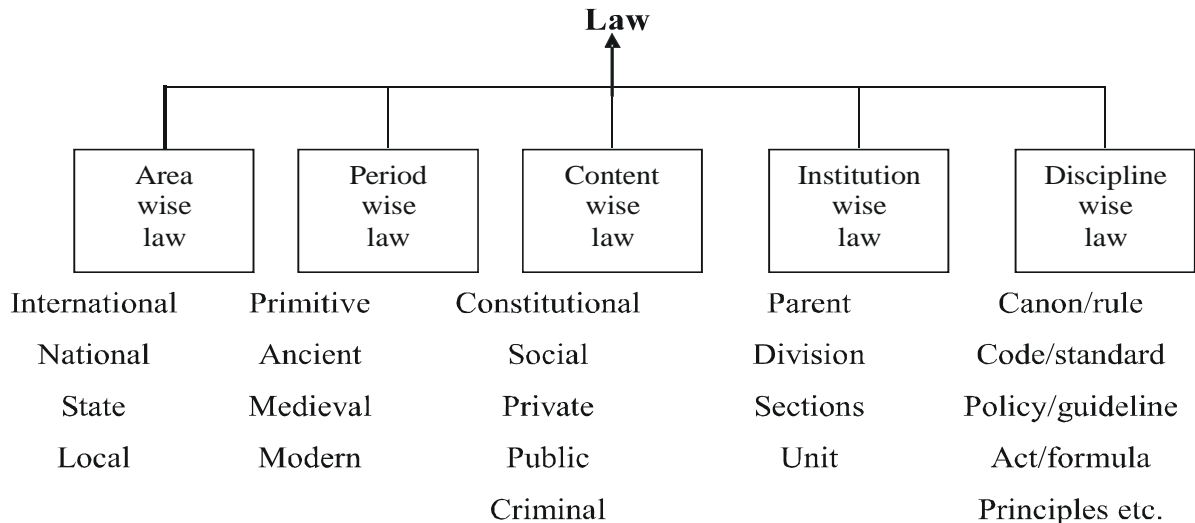 Law
Area
wise
law
Period
wise
law
Content
wise
law
Institution
wise
law
Discipline
wise
law
International
National
State
Local
Primitive
Ancient
Medieval
Modern
Constitutional
Social
Private
Public
Criminal
Parent
Division
Sections
Unit
Canon/rule
Code/standard
Policy/guideline
Act/formula
Principles etc.